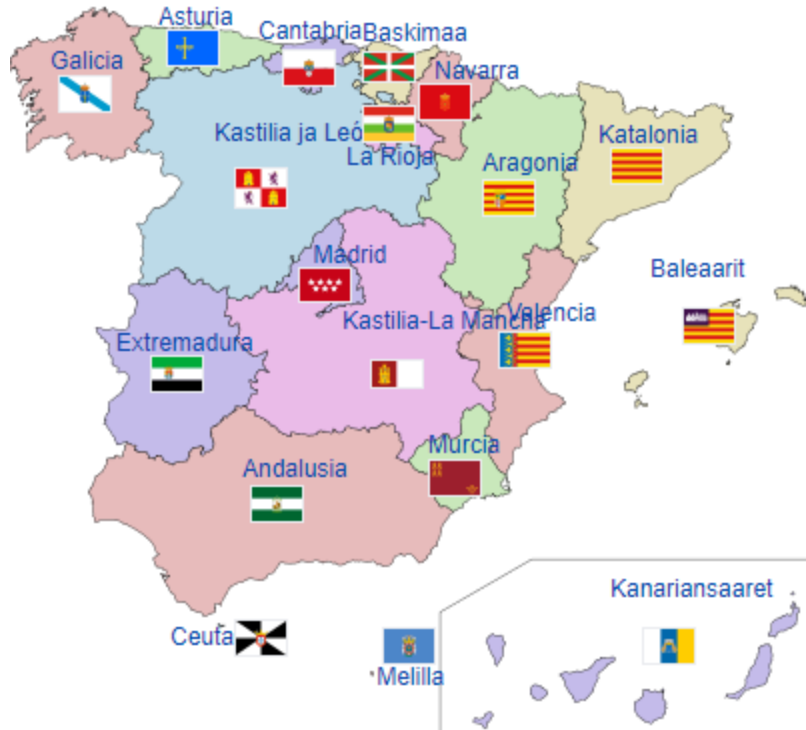 Asturia
Cantabria
Baskimaa
Galicia
Navarra
Kastilia ja Leó
La Rioja
Aragonia
Katalonia
Madrid
Baleaarit
Kastilia-La Mancha
Valencia
Extremadura
Murcia
Andalusia
Kanariansaaret
Ceuta
Melilla